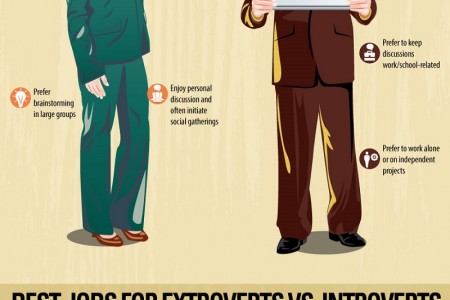 Prefer
brainstorming
in large groups
Enjoy personal
discussion and
often initiate
social gatherings
Prefer to keep
discussions
work/school-related
Prefer to work alone
or on independent
projects
BEST JOBS FOR EXTROVERTS VS. INTROVERTS